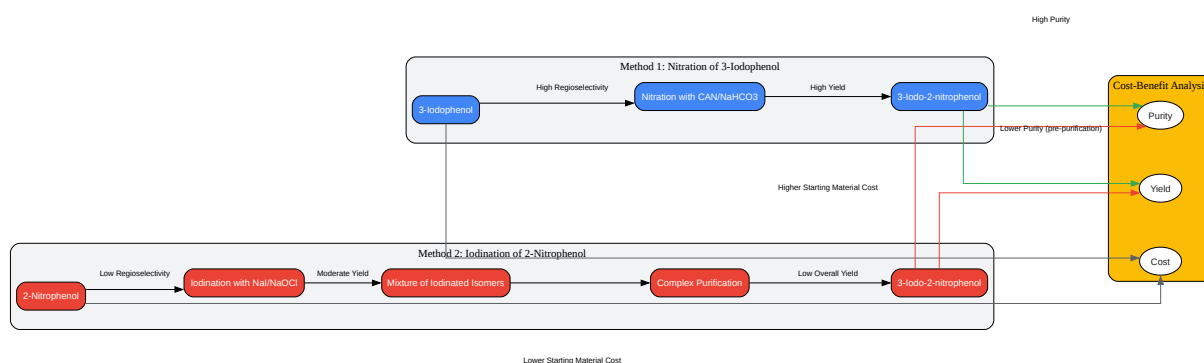 High Purity
Method 1: Nitration of 3-Iodophenol
Cost-Benefit Analysis
3-Iodophenol
High Regioselectivity
Nitration with CAN/NaHCO3
High Yield
3-Iodo-2-nitrophenol
Purity
Lower Purity (pre-purification)
Higher Starting Material Cost
Yield
Method 2: Iodination of 2-Nitrophenol
Cost
2-Nitrophenol
Low Regioselectivity
Iodination with NaI/NaOCl
Moderate Yield
Mixture of Iodinated Isomers
Complex Purification
Low Overall Yield
3-Iodo-2-nitrophenol
Lower Starting Material Cost